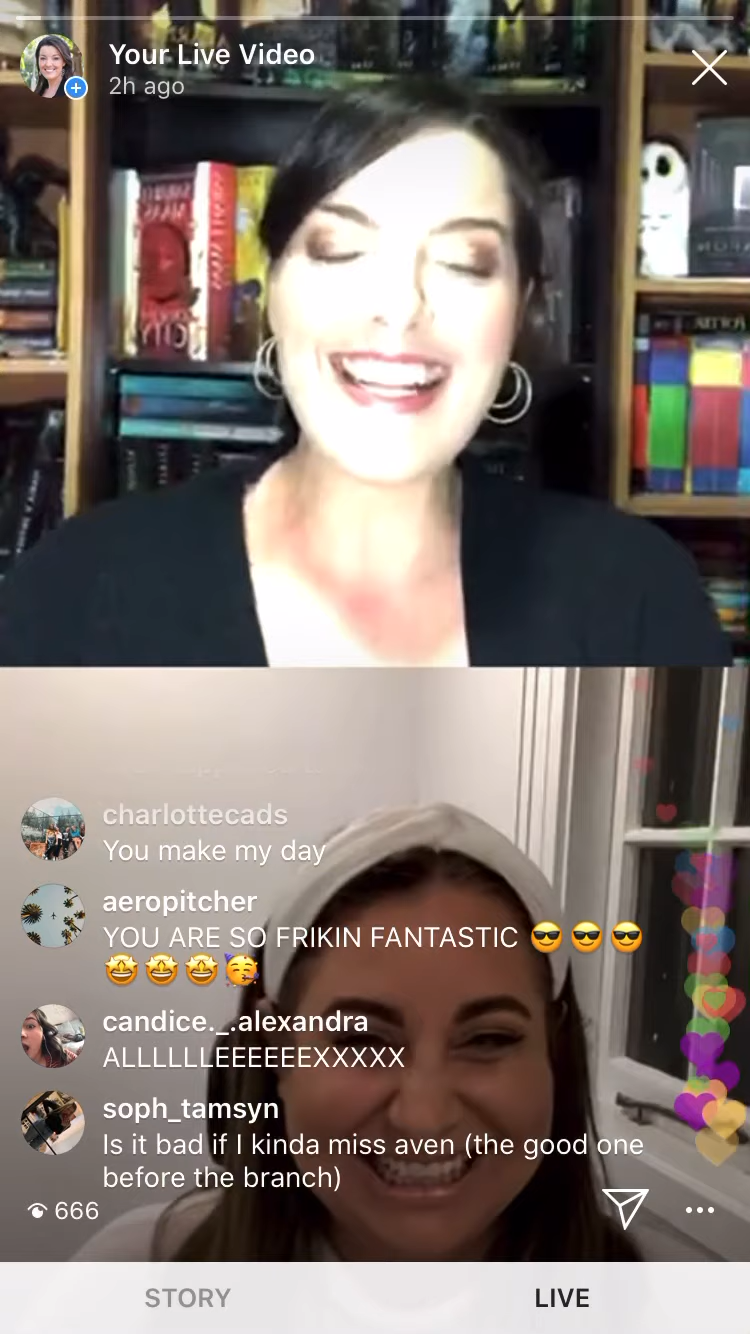 Your Live Video
2h ago
CITY
charlottecads
You make my day
aeropitcher
YOU ARE SO FRIKIN FANTASTIC 😎 😎 😎
🤩 🤩 🤩 🥳
candice._.alexandra
ALLLLLLEEEEEEXXXXX
soph_tamsyn
Is it bad if I kinda miss aven (the good one
before the branch)
666
STORY
LIVE